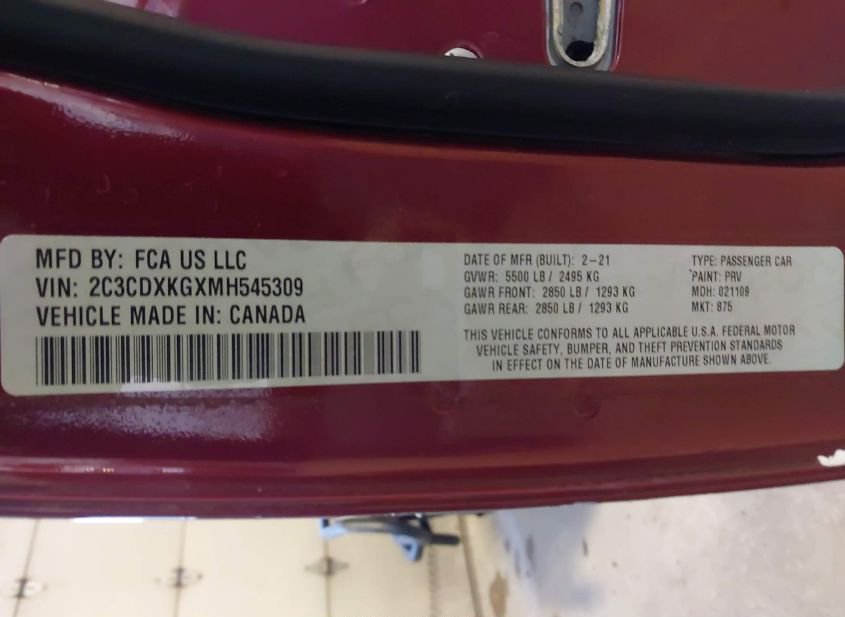 MFD BY: FCA US LLC
VIN: 2C3CDXKGXMH545309
VEHICLE MADE IN: CANADA
DATE OF MFR (BUILT): 2-21
GVWR: 5500 LB / 2495 KG
GAWR FRONT: 2850 LB / 1293 KG
GAWR REAR: 2850 LB / 1293 KG
TYPE: PASSENGER CAR
PAINT: PRV
MDH: 021109
MKT: 875
THIS VEHICLE CONFORMS TO ALL APPLICABLE U.S.A. FEDERAL MOTOR
VEHICLE SAFETY, BUMPER, AND THEFT PREVENTION STANDARDS
IN EFFECT ON THE DATE OF MANUFACTURE SHOWN ABOVE.